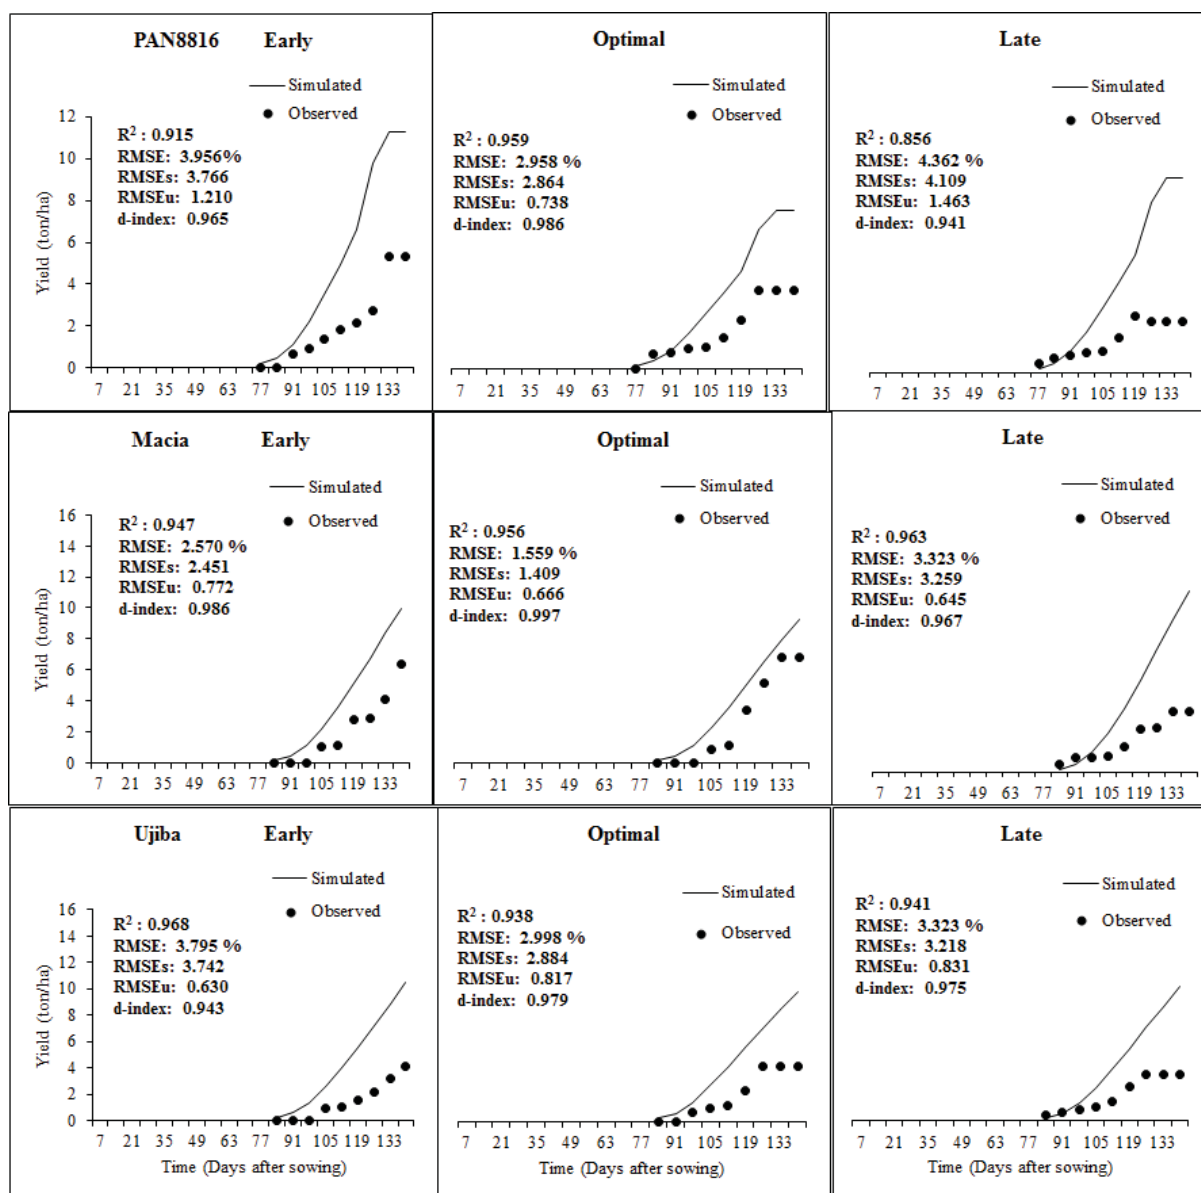 PAN8816 Early
Simulated
Observed
R² : 0.915
RMSE: 3.956%
RMSEs: 3.766
RMSEu: 1.210
d-index: 0.965
Yield (ton/ha)
12
10
8
6
4
2
0
7 21 35 49 63 77 91 105 119 133
Optimal
Simulated
Observed
R² : 0.959
RMSE: 2.958 %
RMSEs: 2.864
RMSEu: 0.738
d-index: 0.986
7 21 35 49 63 77 91 105 119 133
Late
Simulated
Observed
R² : 0.856
RMSE: 4.362 %
RMSEs: 4.109
RMSEu: 1.463
d-index: 0.941
7 21 35 49 63 77 91 105 119 133
Macia Early
Simulated
Observed
R² : 0.947
RMSE: 2.570 %
RMSEs: 2.451
RMSEu: 0.772
d-index: 0.986
Yield (ton/ha)
16
14
12
10
8
6
4
2
0
7 21 35 49 63 77 91 105 119 133
Optimal
Simulated
Observed
R² : 0.956
RMSE: 1.559 %
RMSEs: 1.409
RMSEu: 0.666
d-index: 0.997
7 21 35 49 63 77 91 105 119 133
Late
Simulated
Observed
R² : 0.963
RMSE: 3.323 %
RMSEs: 3.259
RMSEu: 0.645
d-index: 0.967
7 21 35 49 63 77 91 105 119 133
Ujiba Early
Simulated
Observed
R² : 0.968
RMSE: 3.795 %
RMSEs: 3.742
RMSEu: 0.630
d-index: 0.943
Yield (ton/ha)
16
14
12
10
8
6
4
2
0
7 21 35 49 63 77 91 105 119 133
Time (Days after sowing)
Optimal
Simulated
Observed
R² : 0.938
RMSE: 2.998 %
RMSEs: 2.884
RMSEu: 0.817
d-index: 0.979
7 21 35 49 63 77 91 105 119 133
Time (Days after sowing)
Late
Simulated
Observed
R² : 0.941
RMSE: 3.323 %
RMSEs: 3.218
RMSEu: 0.831
d-index: 0.975
7 21 35 49 63 77 91 105 119 133
Time (Days after sowing)